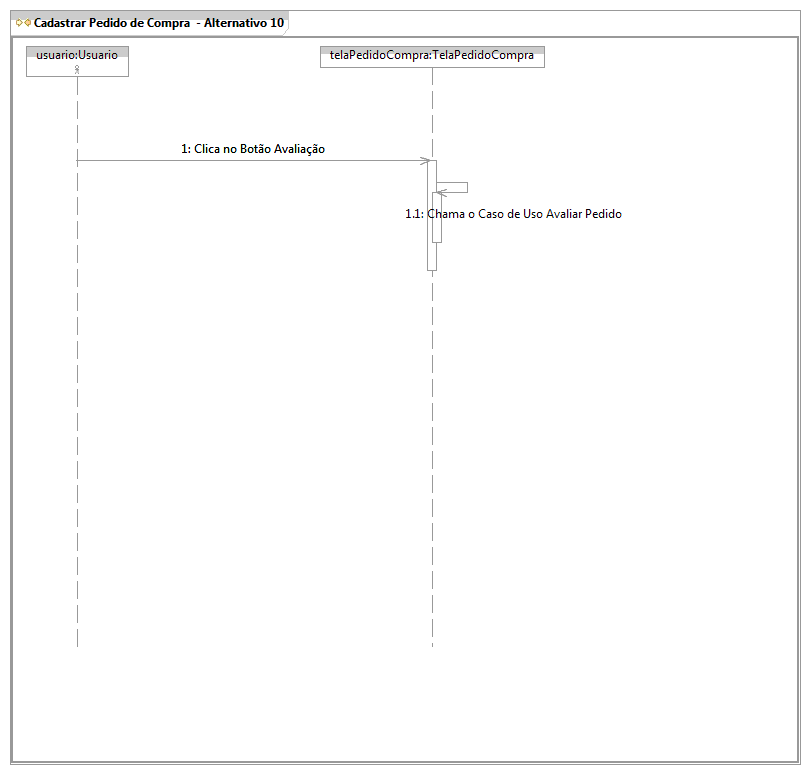 Cadastrar Pedido de Compra - Alternativo 10
usuario:Usuario
telaPedidoCompra:TelaPedidoCompra
1: Clica no Botão Avaliação
1.1: Chama o Caso de Uso Avaliar Pedido